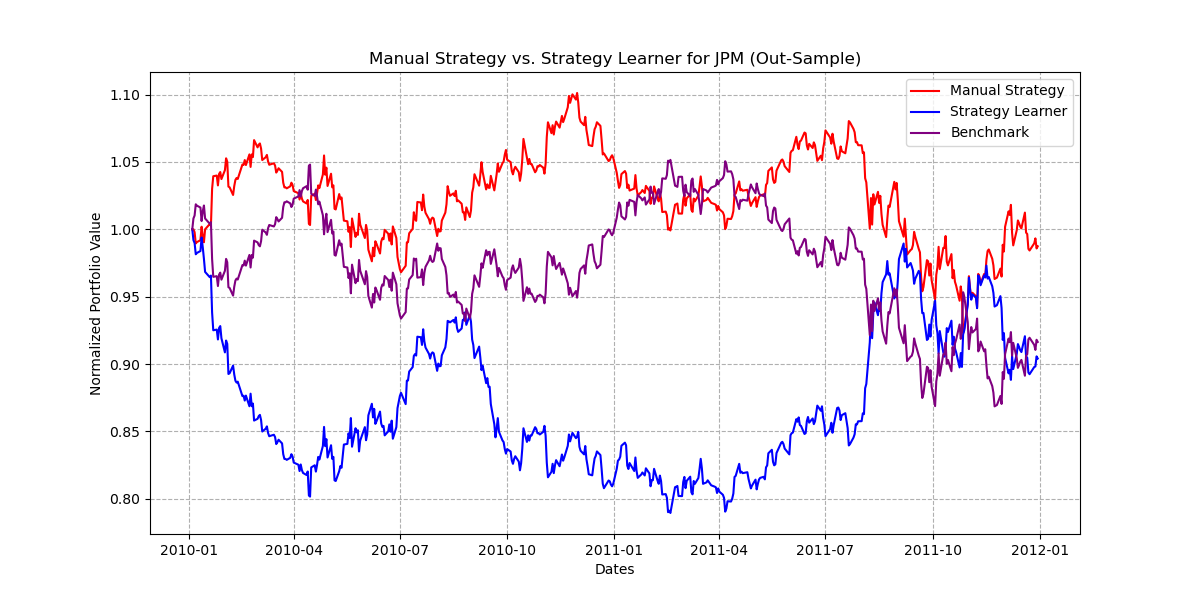 Manual Strategy vs. Strategy Learner for JPM (Out-Sample)
Manual Strategy
Strategy Learner
Benchmark
Normalized Portfolio Value
1.10
1.05
1.00
0.95
0.90
0.85
0.80
2010-01 2010-04 2010-07 2010-10 2011-01 2011-04 2011-07 2011-10 2012-01
Dates